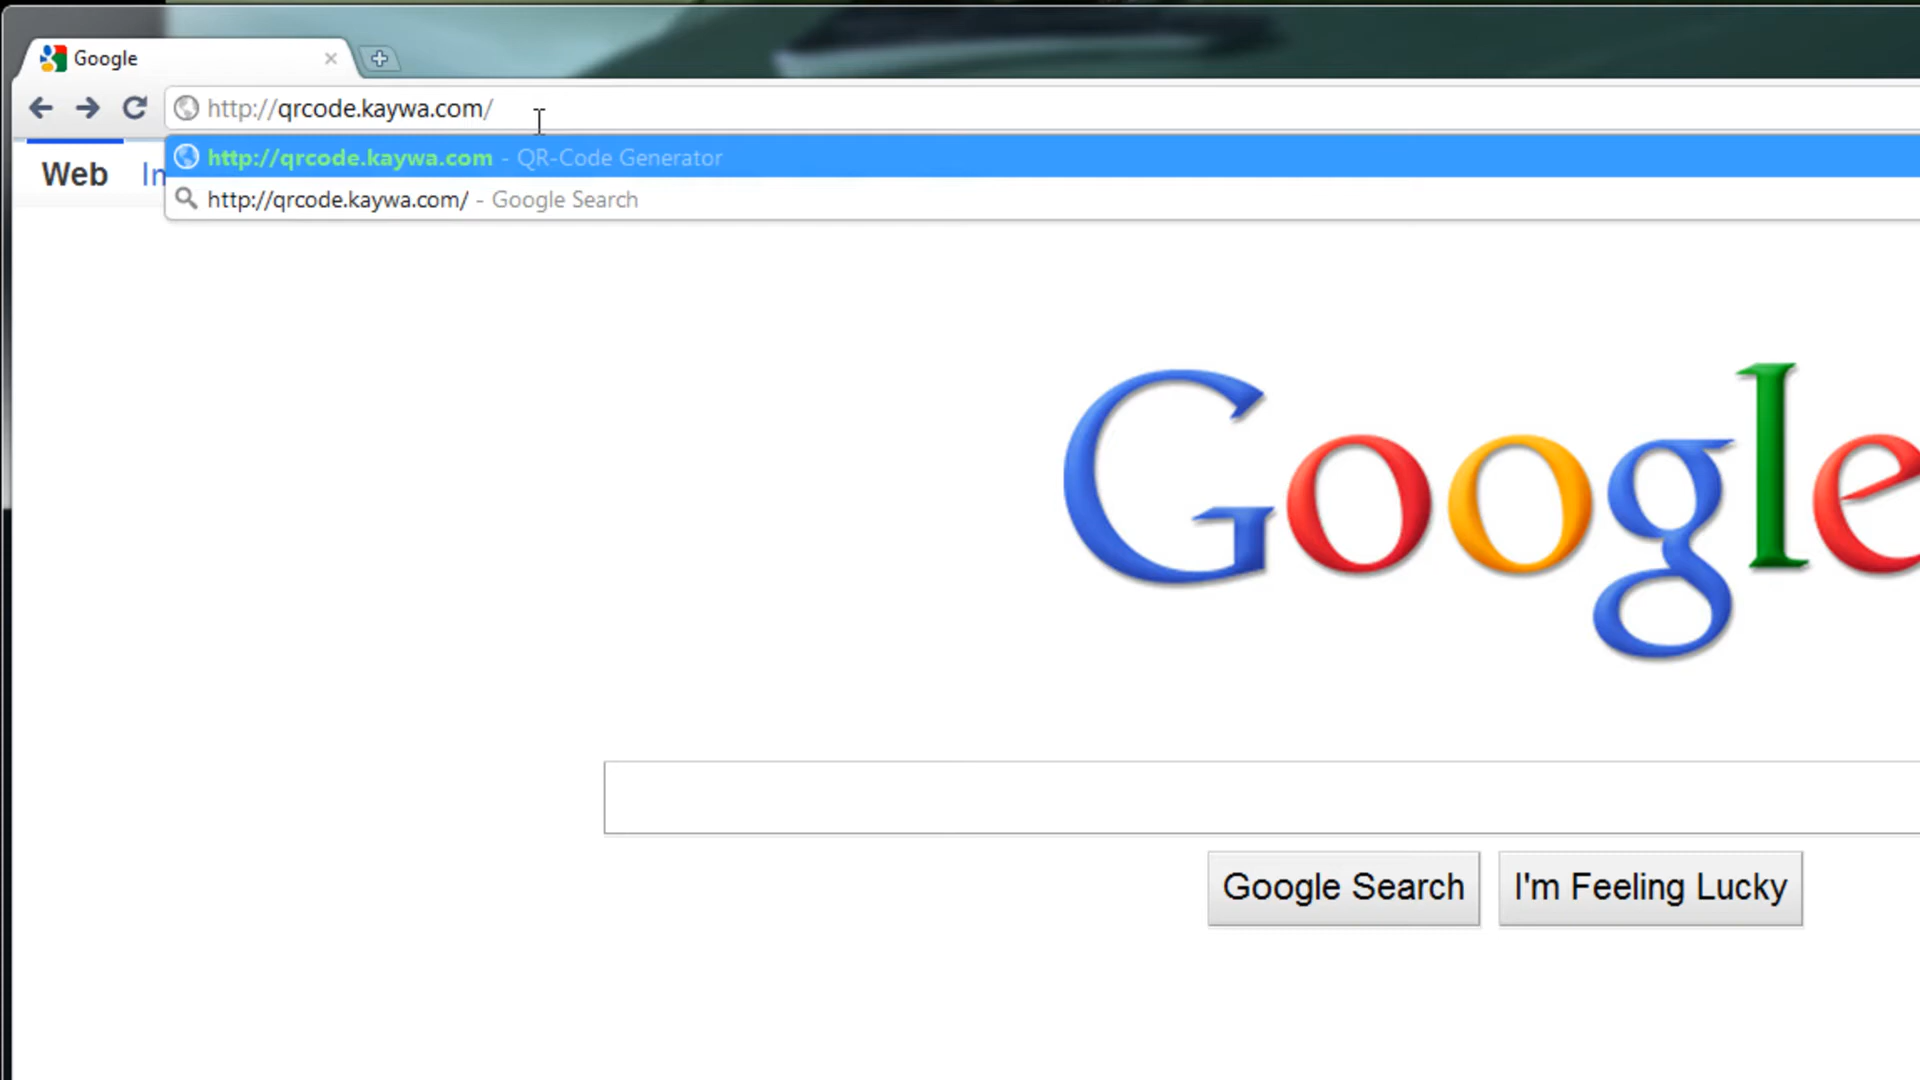 Google
http://qrcode.kaywa.com/
http://qrcode.kaywa.com - QR-Code Generator
Web
http://qrcode.kaywa.com/ - Google Search
Google
Google Search
I'm Feeling Lucky